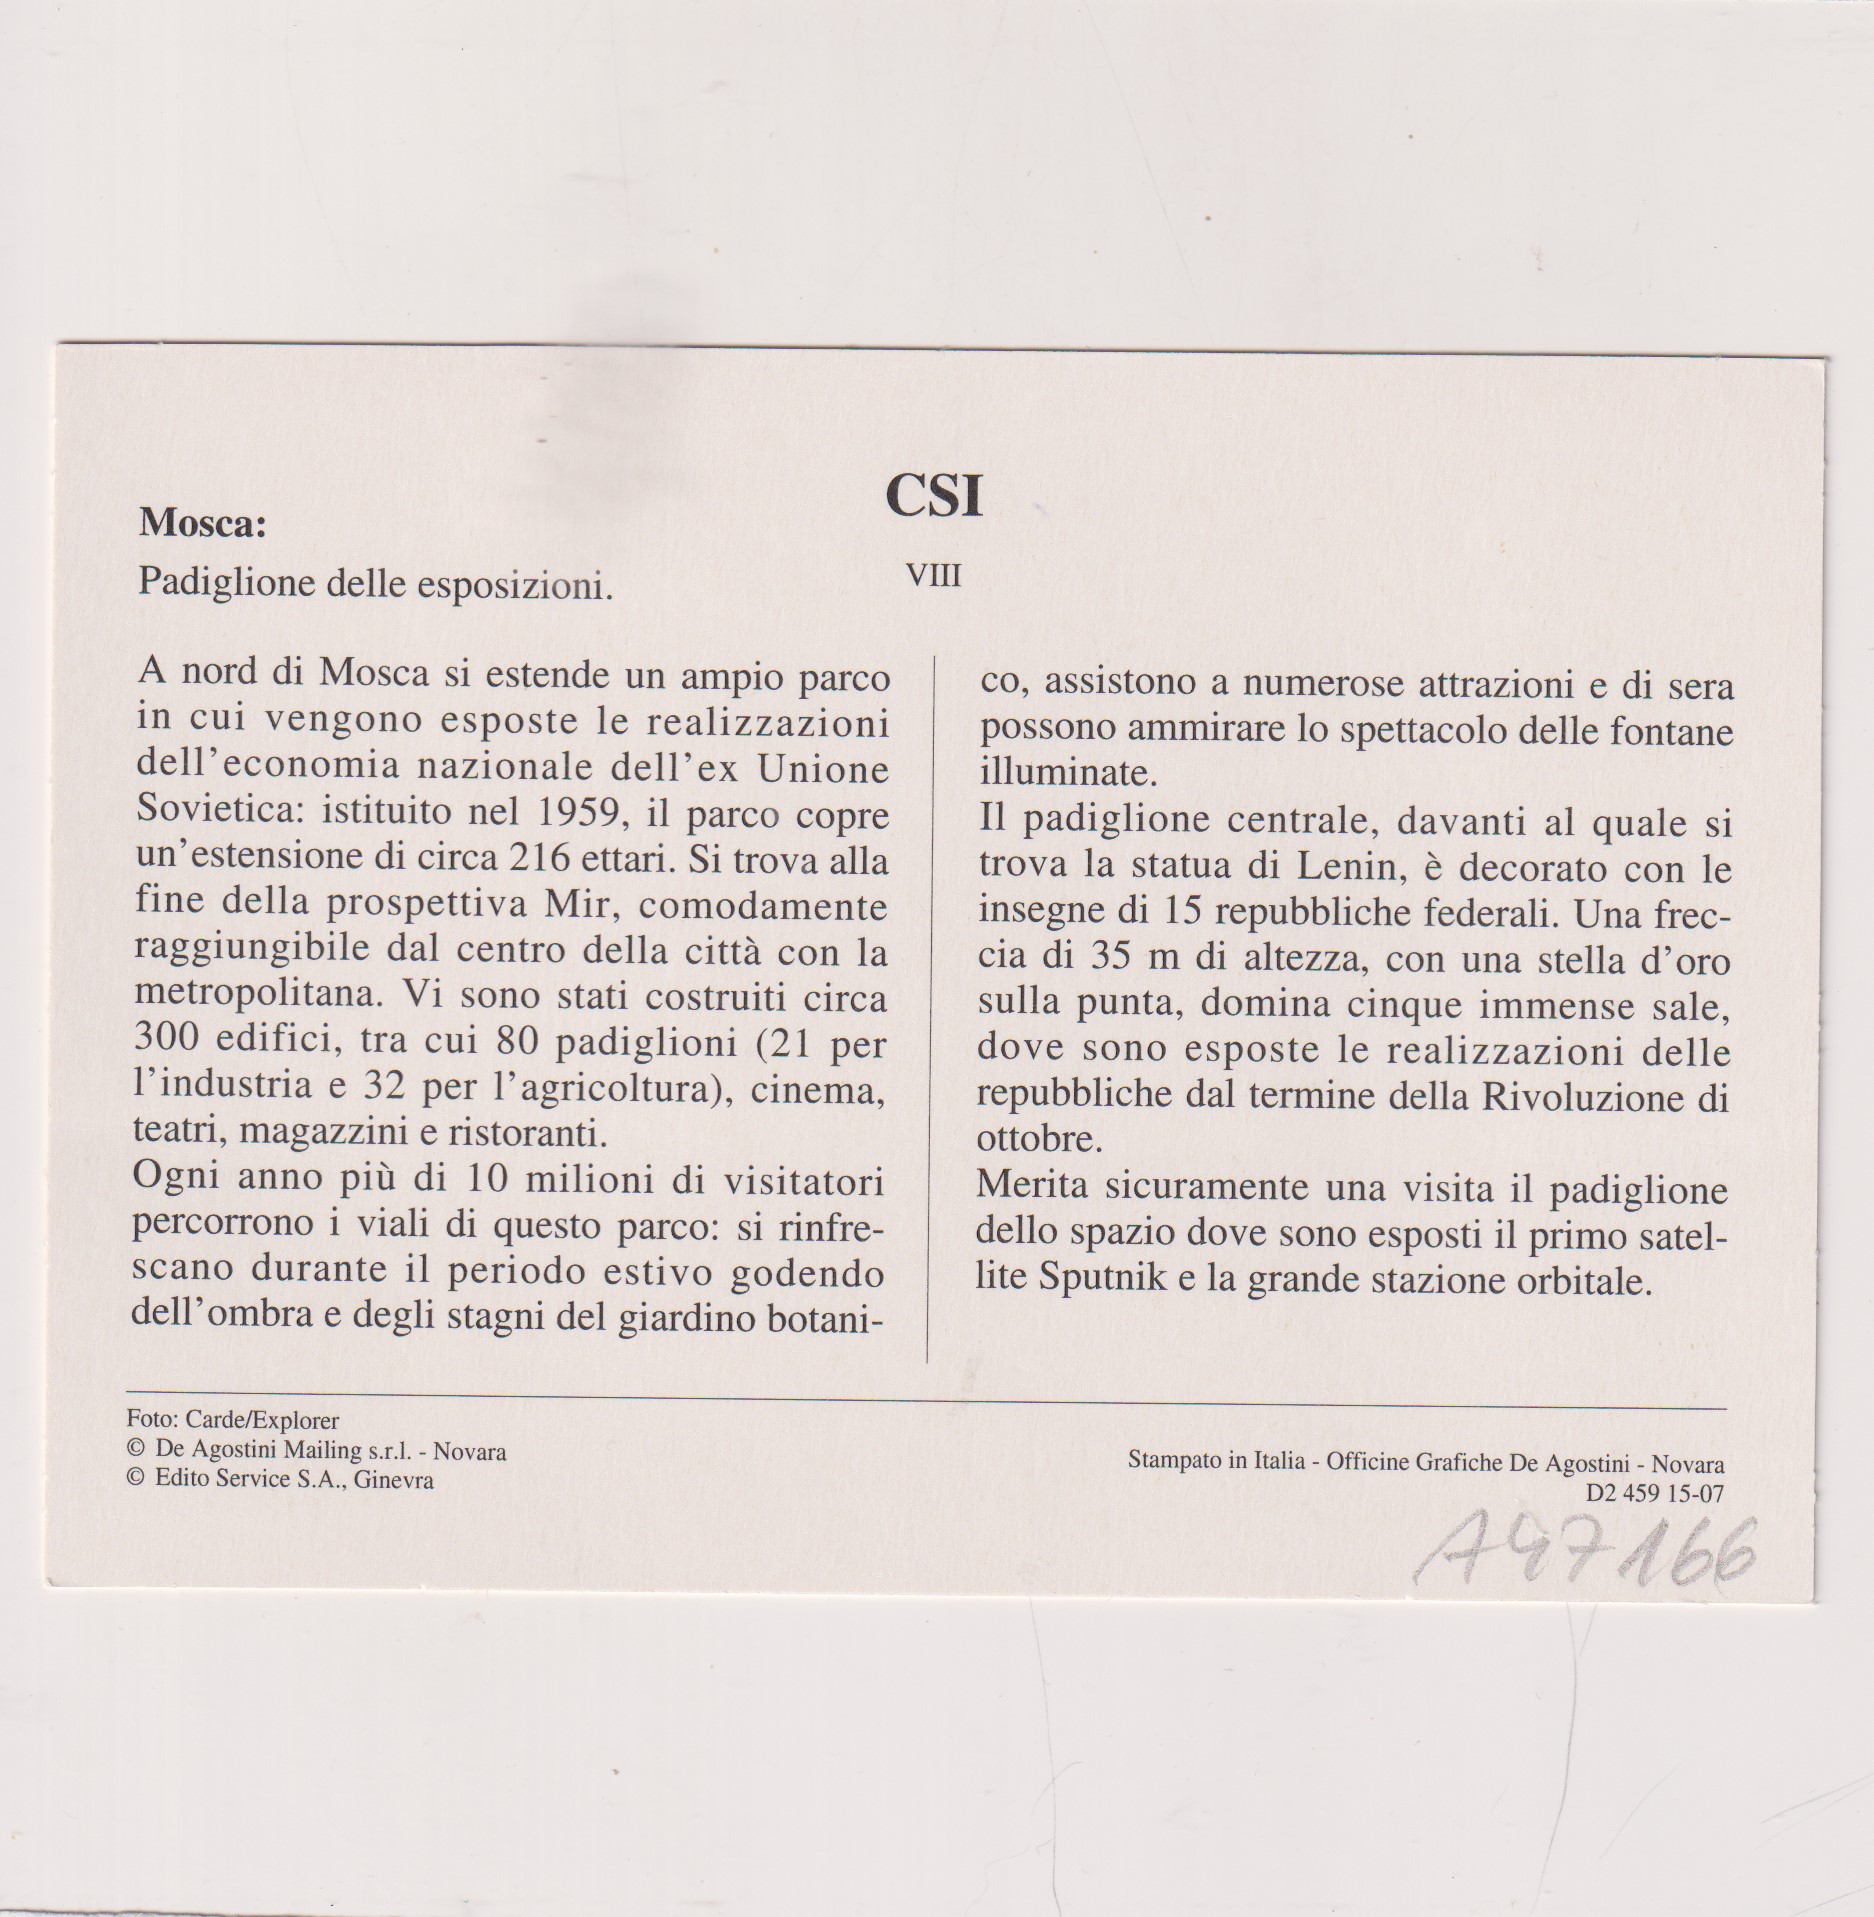 CSI
VIII
Mosca:
Padiglione delle esposizioni.
A nord di Mosca si estende un ampio parco
in cui vengono esposte le realizzazioni
dell'economia nazionale dell'ex Unione
Sovietica: istituito nel 1959, il parco copre
un'estensione di circa 216 ettari. Si trova alla
fine della prospettiva Mir, comodamente
raggiungibile dal centro della città con la
metropolitana. Vi sono stati costruiti circa
300 edifici, tra cui 80 padiglioni (21 per
l'industria e 32 per l'agricoltura), cinema,
teatri, magazzini e ristoranti.
Ogni anno più di 10 milioni di visitatori
percorrono i viali di questo parco: si rinfre-
scano durante il periodo estivo godendo
dell'ombra e degli stagni del giardino botani-
co, assistono a numerose attrazioni e di sera
possono ammirare lo spettacolo delle fontane
illuminate.
Il padiglione centrale, davanti al quale si
trova la statua di Lenin, è decorato con le
insegne di 15 repubbliche federali. Una frec-
cia di 35 m di altezza, con una stella d'oro
sulla punta, domina cinque immense sale,
dove sono esposte le realizzazioni delle
repubbliche dal termine della Rivoluzione di
ottobre.
Merita sicuramente una visita il padiglione
dello spazio dove sono esposti il primo satel-
lite Sputnik e la grande stazione orbitale.
Foto: Carde/Explorer
© De Agostini Mailing s.r.l. - Novara
© Edito Service S.A., Ginevra
Stampato in Italia - Officine Grafiche De Agostini - Novara
D2 459 15-07
A47166